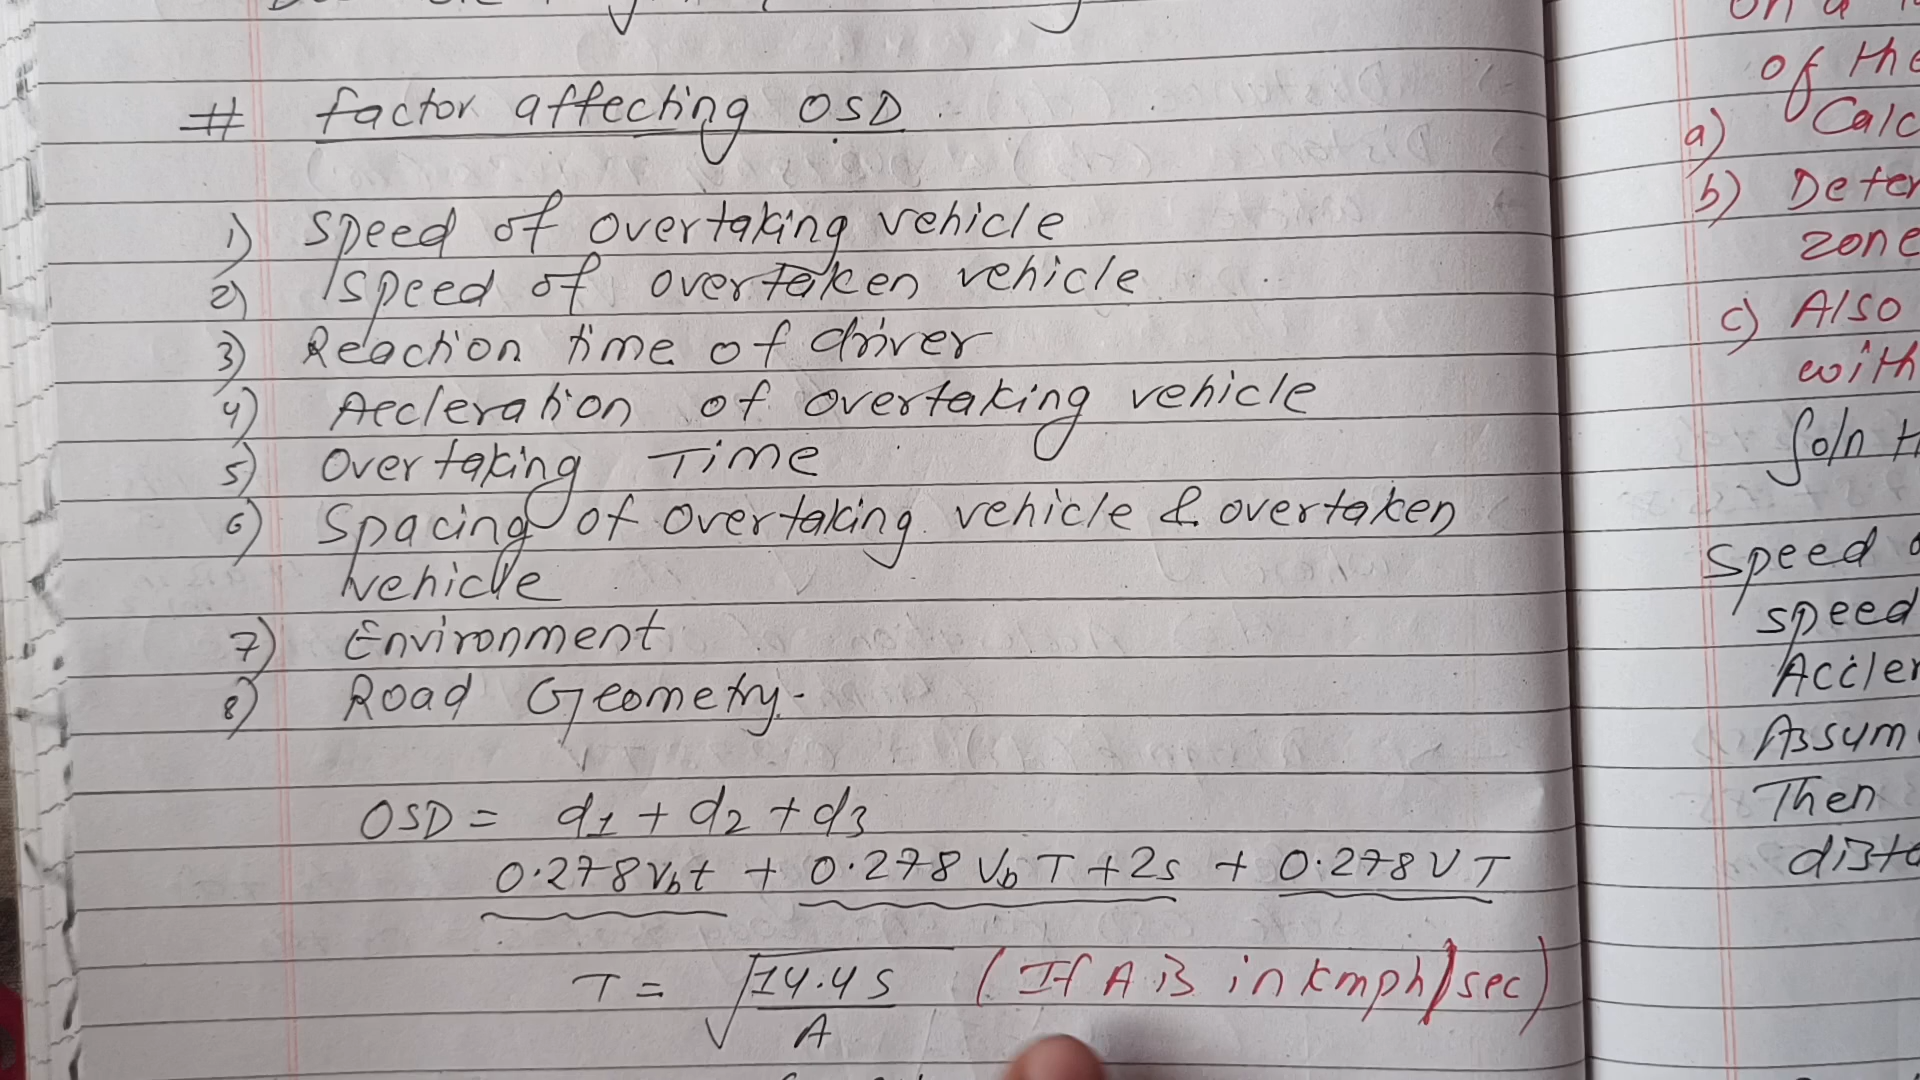 # factor affecting OSD
1) Speed of overtaking vehicle
2) Speed of overtaken vehicle
3) Reaction time of driver
4) Accleration of overtaking vehicle
5) Overtaking Time
6) Spacing of overtaking vehicle & overtaken
vehicle
7) Environment
8) Road Geometry.
OSD = d1 + d2 + d3
0.278Vbt + 0.278 Vb T + 2s + 0.278 V T
T = √14.4 S / A (If A is in kmph/sec)
of the
a) Calc
b) Deter
zone
c) Also
with
Soln
Speed
speed
Accler
Assum
Then
dista